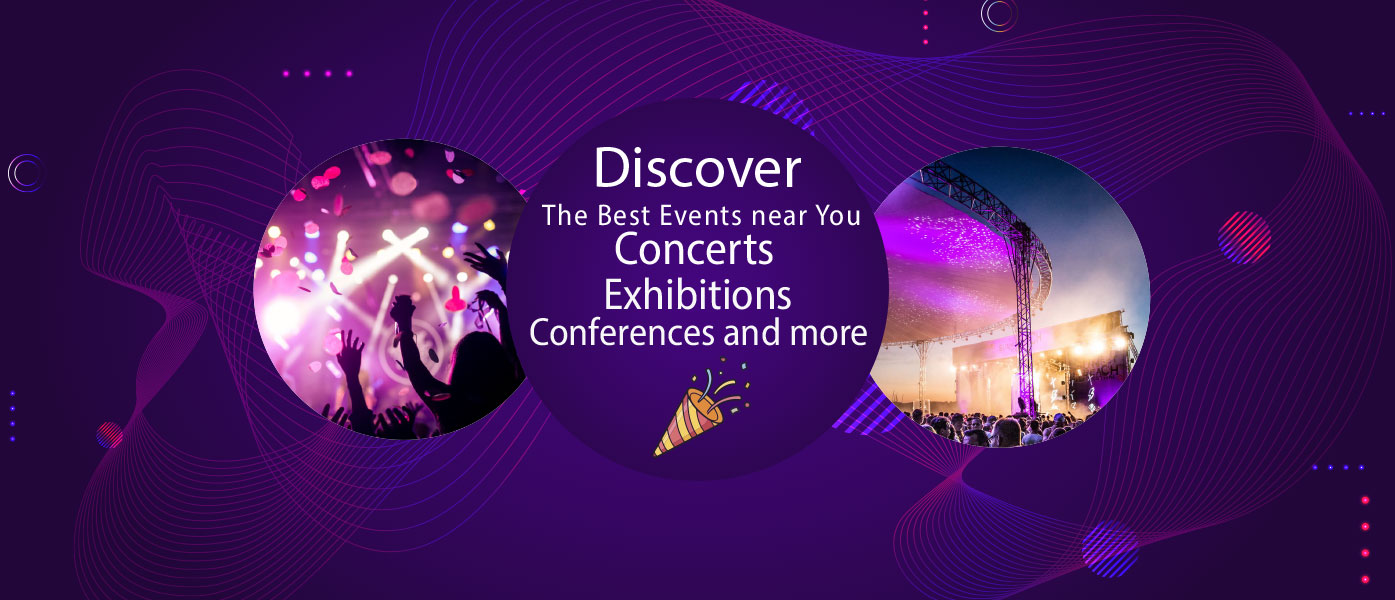 Discover
The Best Events near You
Concerts
Exhibitions
Conferences and more